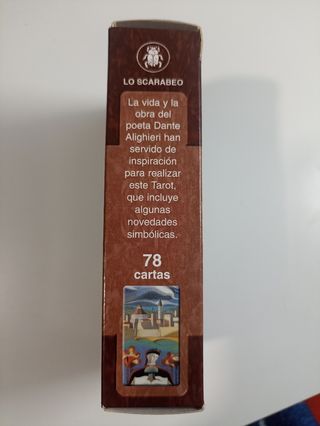 LO SCARABEO
La vida y la
obra del
poeta Dante
Alighieri han
servido de
inspiración
para realizar
este Tarot,
que incluye
algunas
novedades
simbólicas.
78
cartas